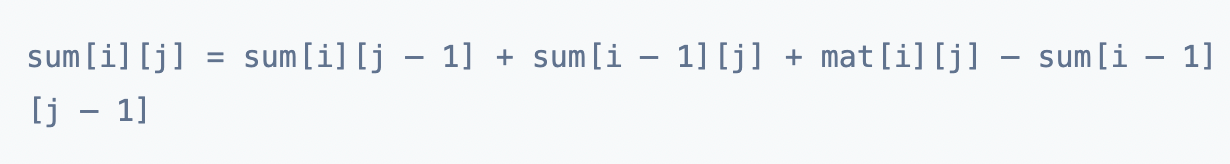 sum[i][j] = sum[i][j − 1] + sum[i − 1][j] + mat[i][j] − sum[i − 1]
[j − 1]